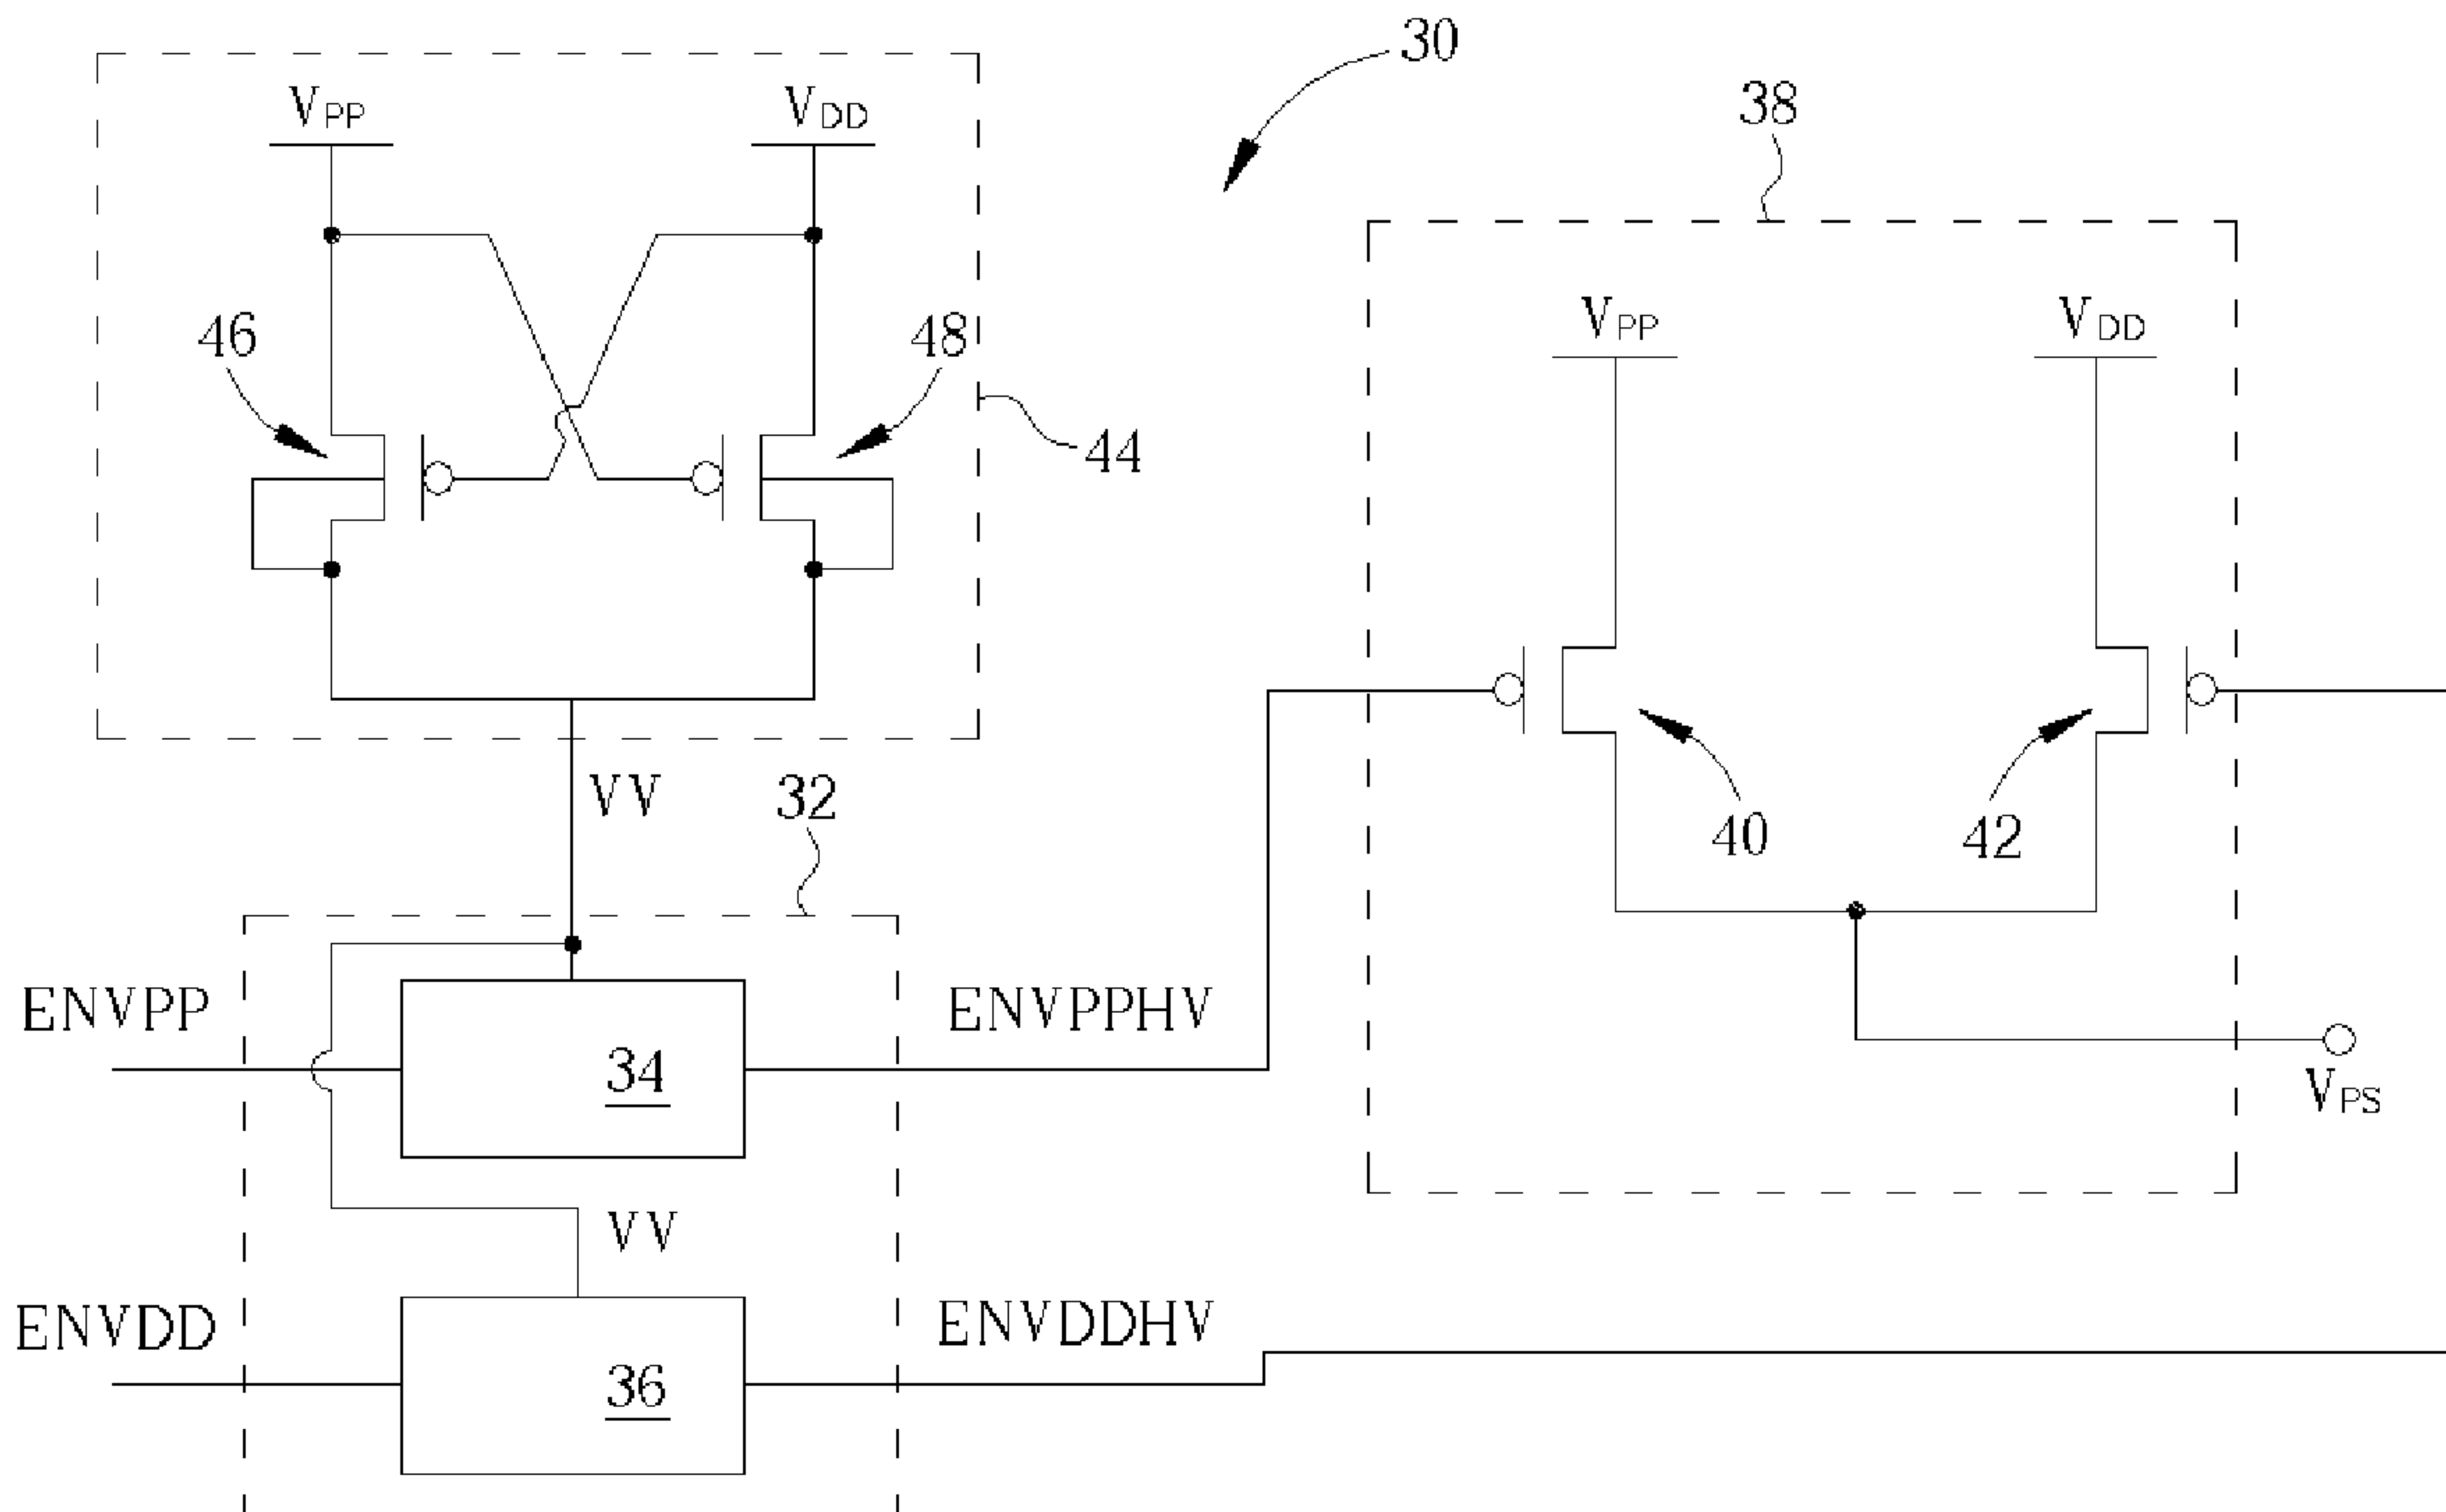 30
38
VPP
VDD
46
48
44
VPP
VDD
40
42
VV
32
ENVPP
34
ENVPPHV
VPS
VV
ENVDD
36
ENVDDHV